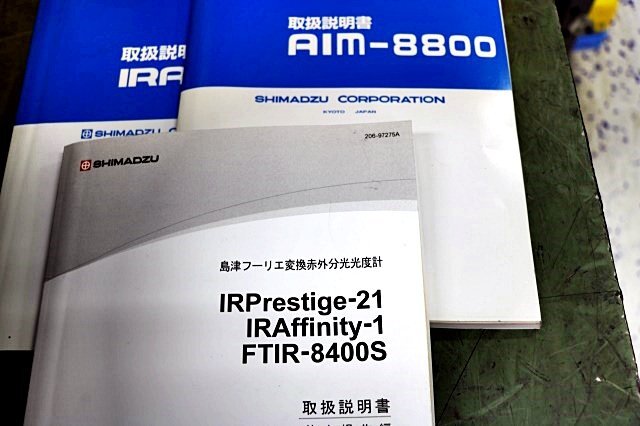 取扱説明書
AIM-8800
SHIMADZU CORPORATION
KYOTO JAPAN
取扱説明書
IRA
SHIMADZU
SHIMADZU
206-97275A
島津フーリエ変換赤外分光光度計
IRPrestige-21
IRAffinity-1
FTIR-8400S
取扱説明書